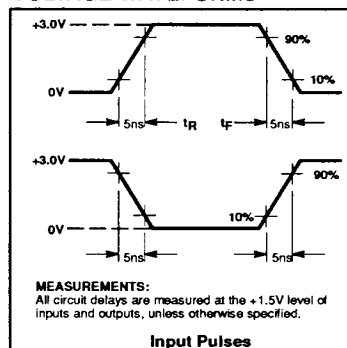 +3.0V
90%
10%
0V
5ns
tR
tF
5ns
+3.0V
90%
10%
0V
5ns
5ns
MEASUREMENTS:
All circuit delays are measured at the +1.5V level of
inputs and outputs, unless otherwise specified.
Input Pulses